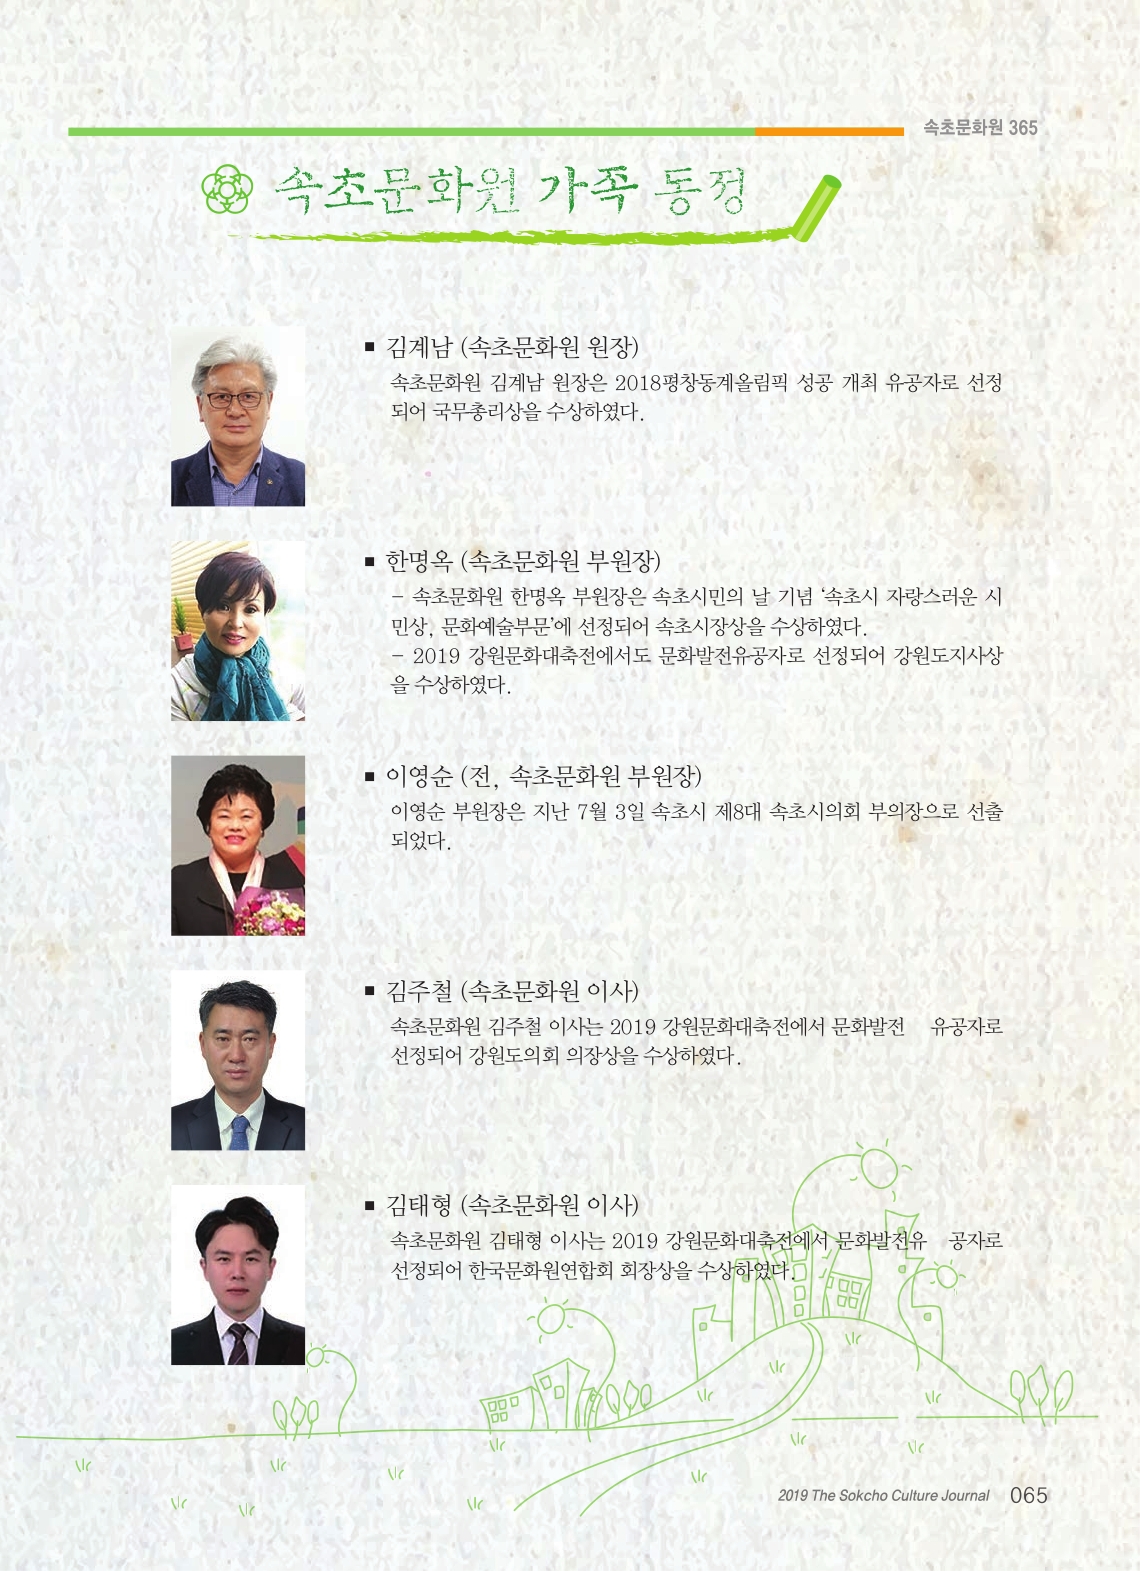 속초문화원 365
속초문화원 가족 동정
■ 김계남 (속초문화원 원장)
속초문화원 김계남 원장은 2018평창동계올림픽 성공 개최 유공자로 선정
되어 국무총리상을 수상하였다.
■ 한명옥 (속초문화원 부원장)
- 속초문화원 한명옥 부원장은 속초시민의 날 기념 ‘속초시 자랑스러운 시
민상, 문화예술부문’에 선정되어 속초시장상을 수상하였다.
- 2019 강원문화대축전에서도 문화발전유공자로 선정되어 강원도지사상
을 수상하였다.
■ 이영순 (전, 속초문화원 부원장)
이영순 부원장은 지난 7월 3일 속초시 제8대 속초시의회 부의장으로 선출
되었다.
■ 김주철 (속초문화원 이사)
속초문화원 김주철 이사는 2019 강원문화대축전에서 문화발전 유공자로
선정되어 강원도의회 의장상을 수상하였다.
■ 김태형 (속초문화원 이사)
속초문화원 김태형 이사는 2019 강원문화대축전에서 문화발전유 공자로
선정되어 한국문화원연합회 회장상을 수상하였다.
2019 The Sokcho Culture Journal 065